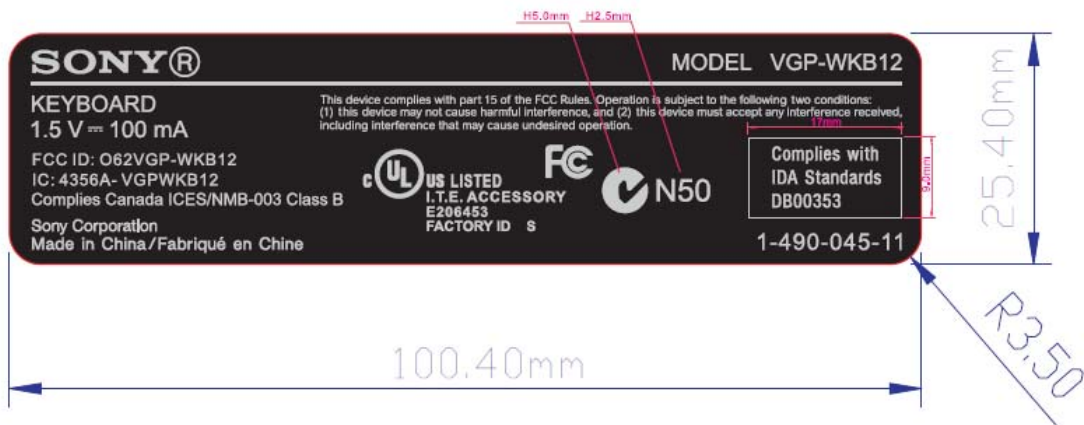 H5.0mm H2.5mm
SONY®
MODEL VGP-WKB12
KEYBOARD
1.5 V ⎓ 100 mA
This device complies with part 15 of the FCC Rules. Operation is subject to the following two conditions:
(1) this device may not cause harmful interference, and (2) this device must accept any interference received,
including interference that may cause undesired operation.
17mm
FCC ID: O62VGP-WKB12
IC: 4356A- VGPWKB12
Complies Canada ICES/NMB-003 Class B
Sony Corporation
Made in China/Fabriqué en Chine
C UL US LISTED
I.T.E. ACCESSORY
E206453
FACTORY ID S
FC
N50
Complies with
IDA Standards
DB00353
9.0mm
1-490-045-11
25.40mm
R3.50
100.40mm